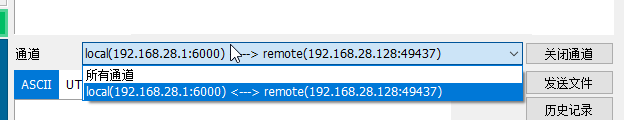 通道 local(192.168.28.1:6000) <---> remote(192.168.28.128:49437) 关闭通道
所有通道
ASCII UT local(192.168.28.1:6000) <---> remote(192.168.28.128:49437) 发送文件
历史记录